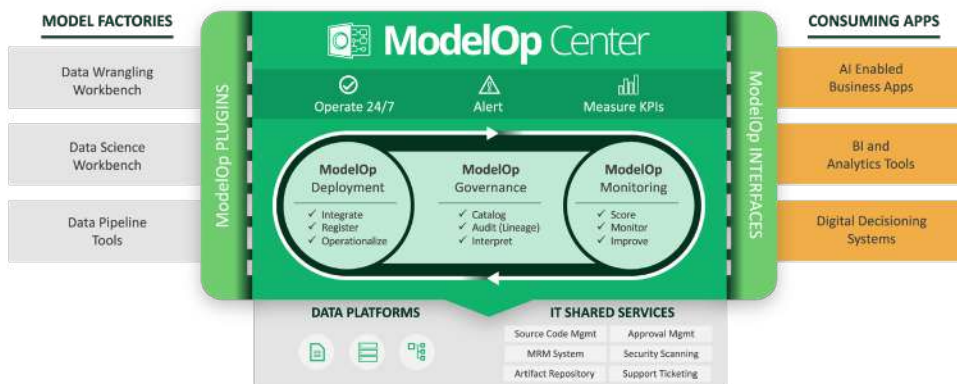 MODEL FACTORIES
Data Wrangling
Workbench
Data Science
Workbench
Data Pipeline
Tools
ModelOp PLUGINS
ModelOp Center
Operate 24/7
Alert
Measure KPIs
ModelOp
Deployment
✓ Integrate
✓ Register
✓ Operationalize
ModelOp
Governance
✓ Catalog
✓ Audit (Lineage)
✓ Interpret
ModelOp
Monitoring
✓ Score
✓ Monitor
✓ Improve
ModelOp INTERFACES
CONSUMING APPS
AI Enabled
Business Apps
BI and
Analytics Tools
Digital Decisioning
Systems
DATA PLATFORMS
IT SHARED SERVICES
Source Code Mgmt
Approval Mgmt
MRM System
Security Scanning
Artifact Repository
Support Ticketing